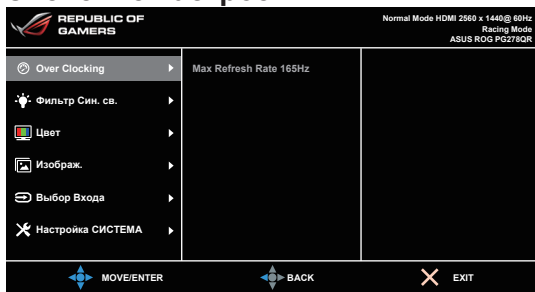 REPUBLIC OF
GAMERS
Normal Mode HDMI 2560 x 1440@ 60Hz
Racing Mode
ASUS ROG PG278QR
Over Clocking
Max Refresh Rate 165Hz
Фильтр Син. св.
Цвет
Изображ.
Выбор Входа
Настройка СИСТЕМА
MOVE/ENTER
BACK
EXIT